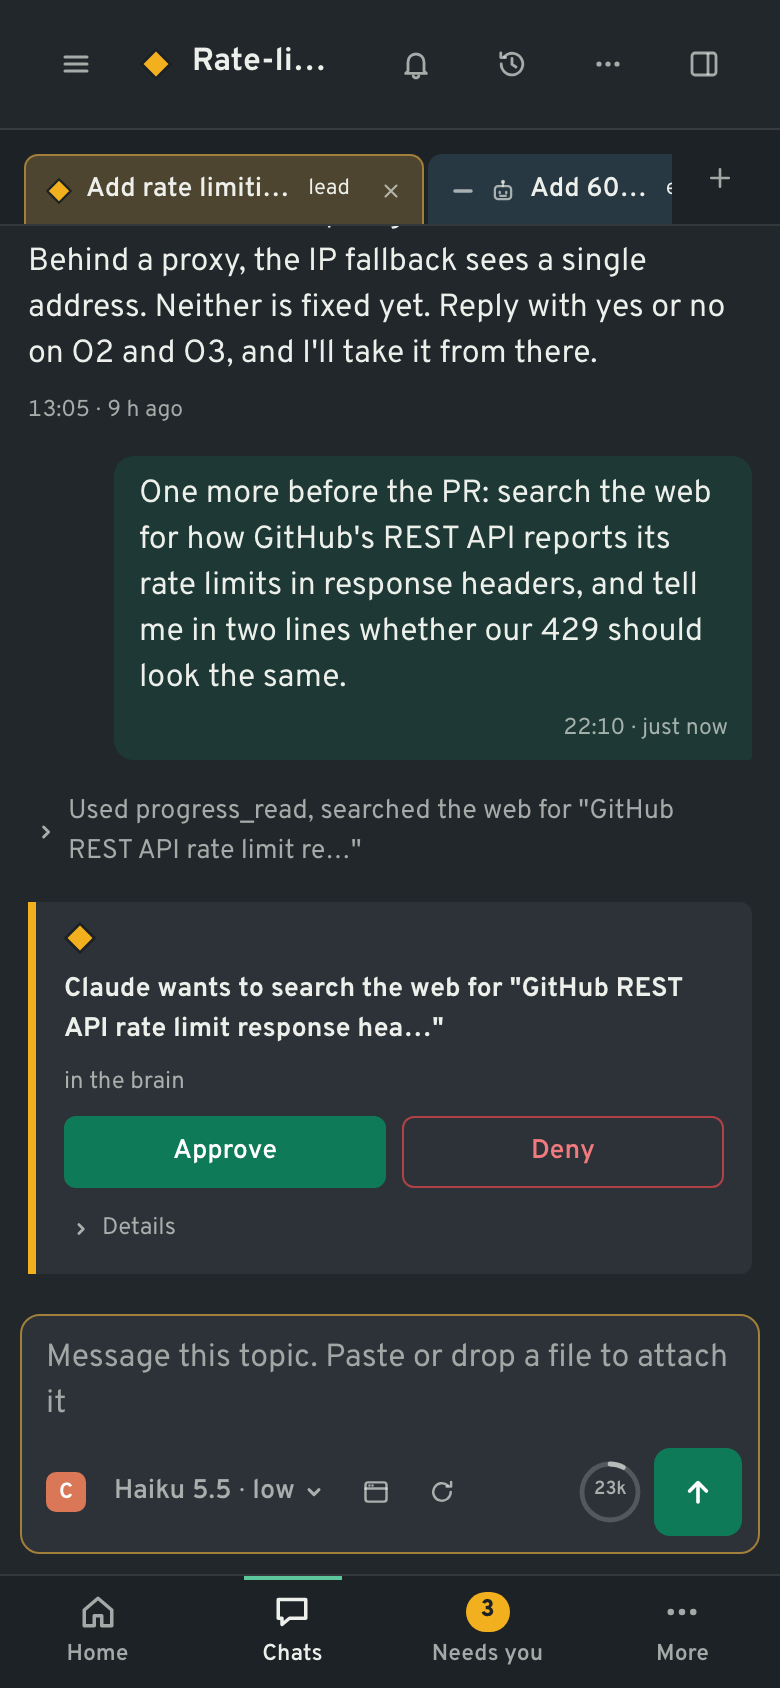 Rate-li…
Add rate limiti… lead
Add 60…
Behind a proxy, the IP fallback sees a single
address. Neither is fixed yet. Reply with yes or no
on O2 and O3, and I'll take it from there.
13:05 · 9 h ago
One more before the PR: search the web
for how GitHub's REST API reports its
rate limits in response headers, and tell
me in two lines whether our 429 should
look the same.
22:10 · just now
Used progress_read, searched the web for "GitHub
REST API rate limit re…"
Claude wants to search the web for "GitHub REST
API rate limit response hea…"
in the brain
Approve
Deny
Details
Message this topic. Paste or drop a file to attach
it
C
Haiku 5.5 · low
23k
3
Home
Chats
Needs you
More